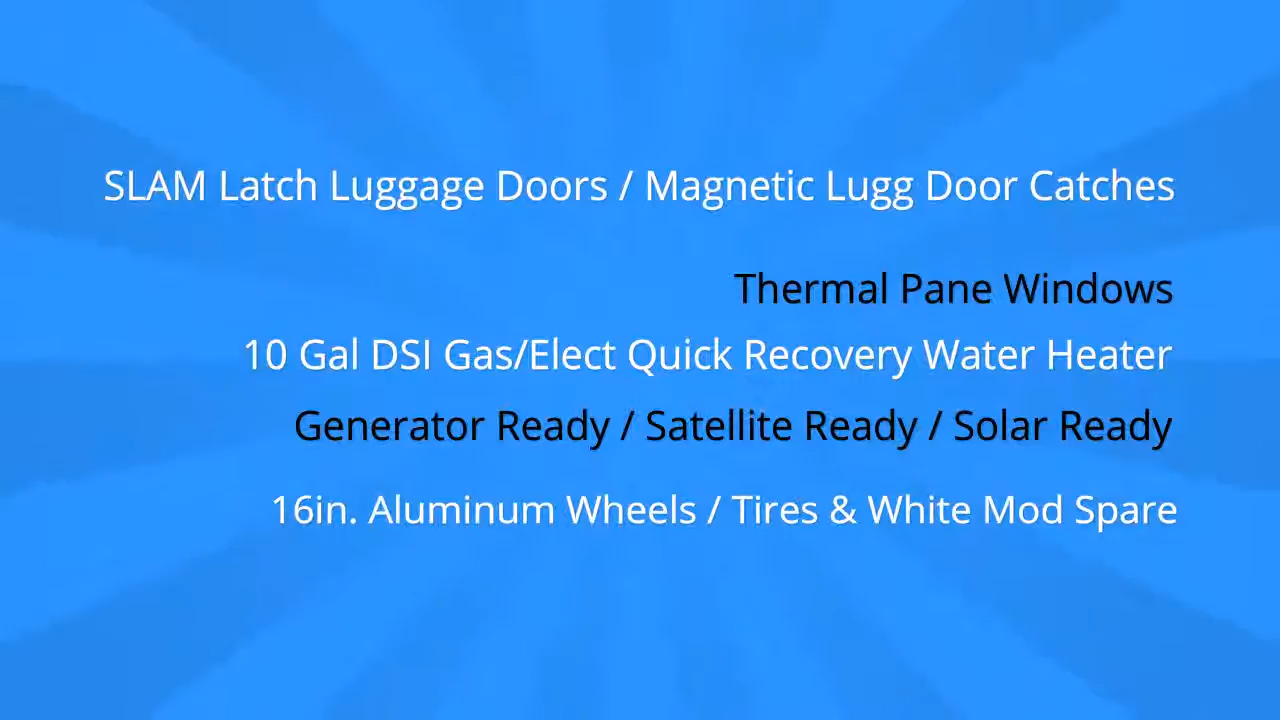 SLAM Latch Luggage Doors / Magnetic Lugg Door Catches
Thermal Pane Windows
10 Gal DSI Gas/Elect Quick Recovery Water Heater
Generator Ready / Satellite Ready / Solar Ready
16in. Aluminum Wheels / Tires & White Mod Spare